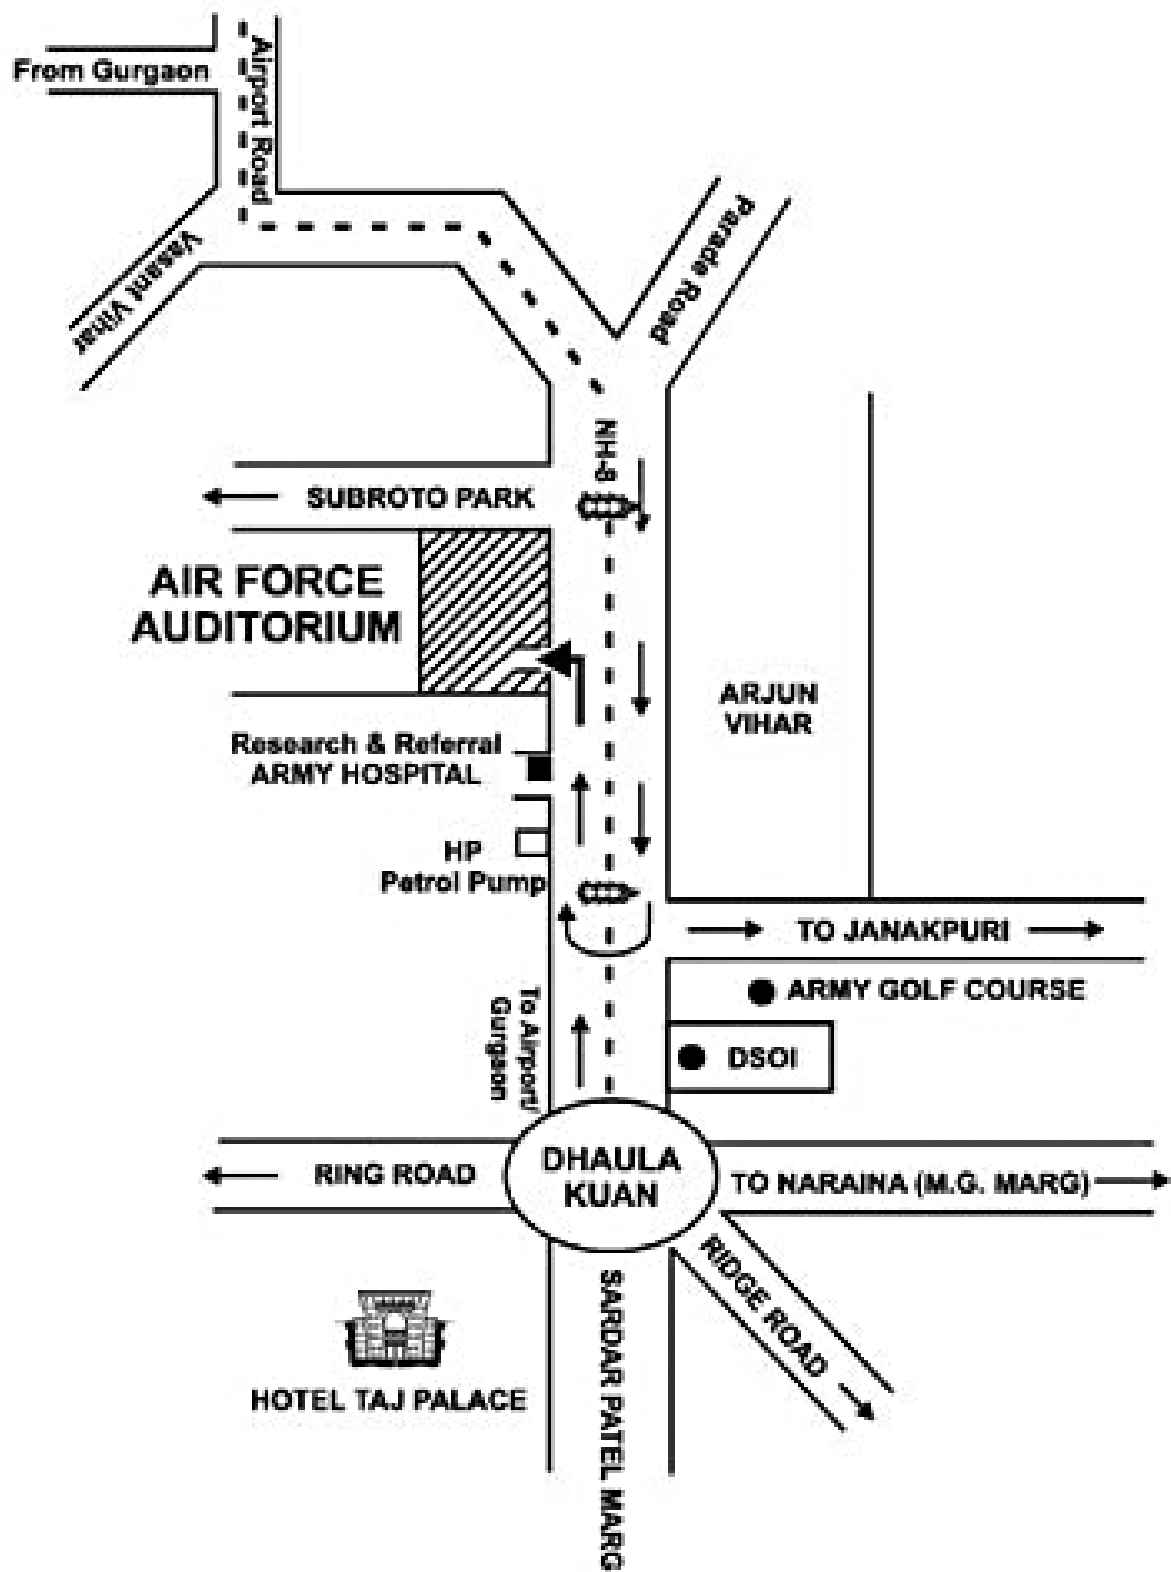 From Gurgaon
Airport Road
Vasant Vihar
Parade Road
NH-8
SUBROTO PARK
AIR FORCE
AUDITORIUM
ARJUN
VIHAR
Research & Referral
ARMY HOSPITAL
HP
Patrol Pump
TO JANAKPURI
ARMY GOLF COURSE
To Airport/
Gurgaon
DSOI
DHAULA
KUAN
RING ROAD
TO NARAINA (M.G. MARG)
RIDGE ROAD
SARDAR PATEL MARG
HOTEL TAJ PALACE